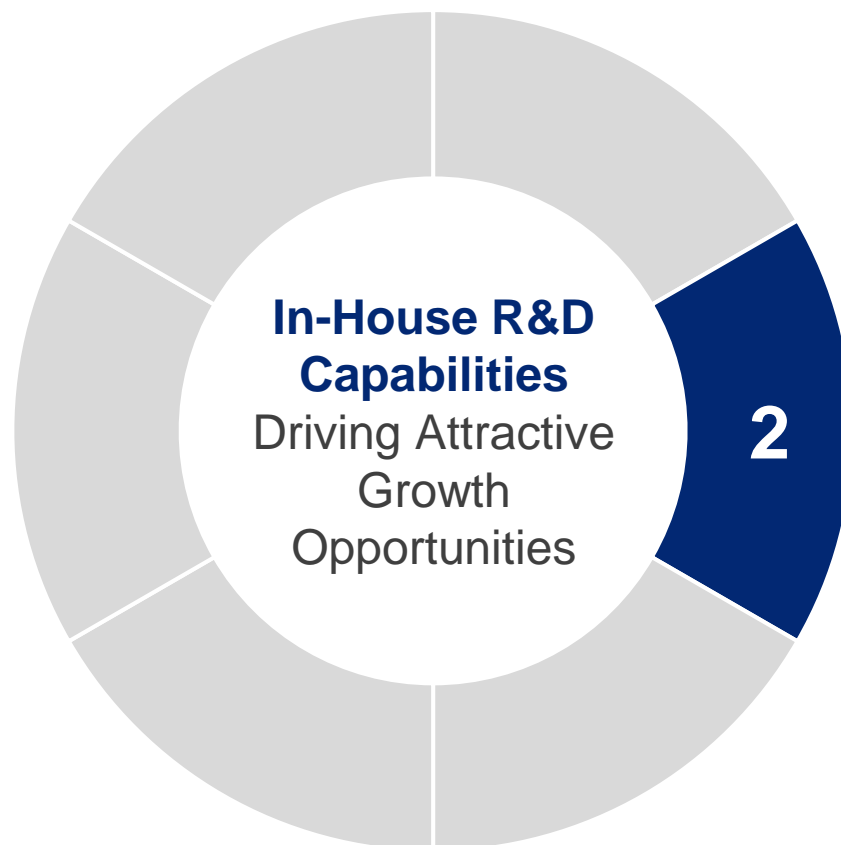 In-House R&D
Capabilities
Driving Attractive
Growth
Opportunities
2